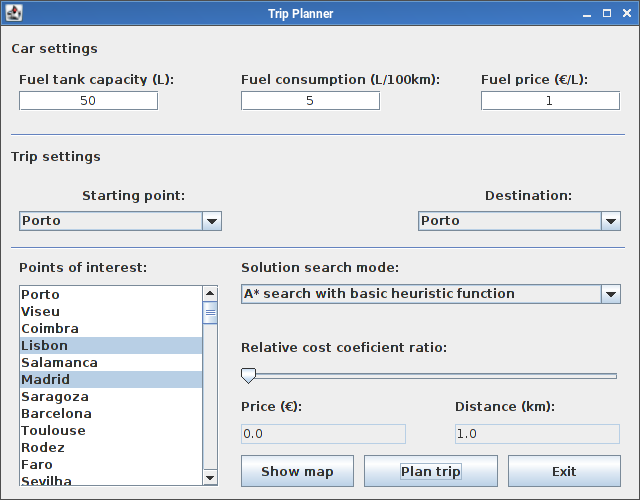 Trip Planner
Car settings
Fuel tank capacity (L): Fuel consumption (L/100km): Fuel price (€/L):
50 5 1
Trip settings
Starting point: Destination:
Porto Porto
Points of interest:
Porto
Viseu
Coimbra
Lisbon
Salamanca
Madrid
Saragoza
Barcelona
Toulouse
Rodez
Faro
Sevilha
Solution search mode:
A* search with basic heuristic function
Relative cost coeficient ratio:
Price (€): Distance (km):
0.0 1.0
Show map Plan trip Exit